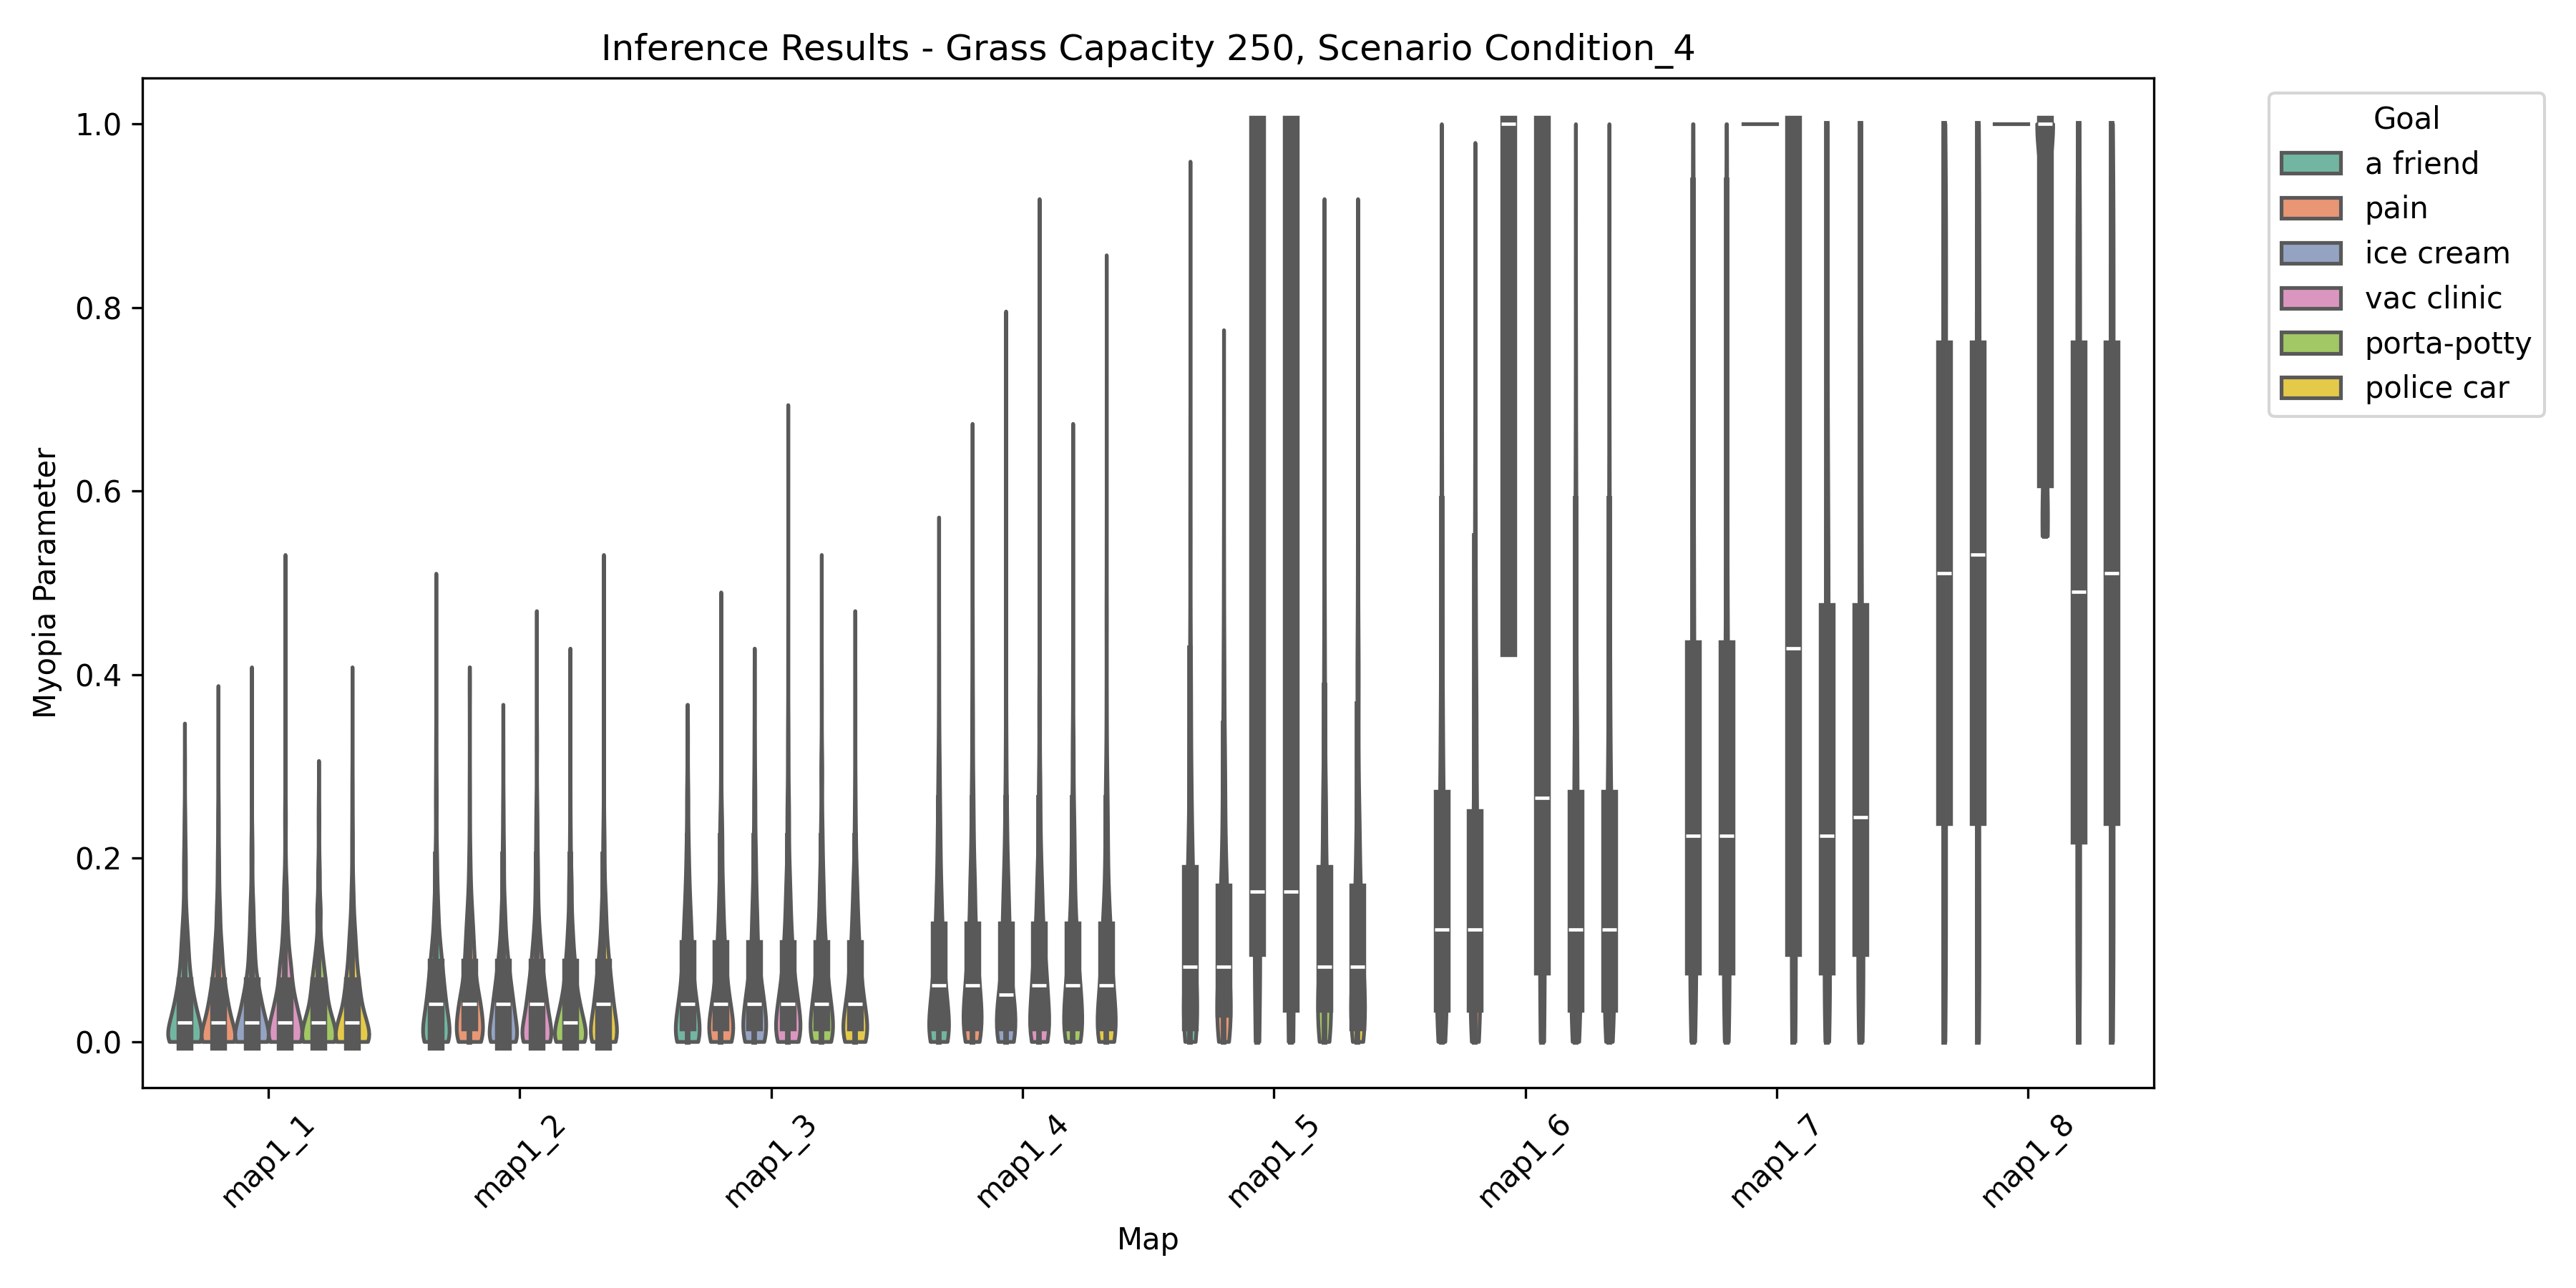 Inference Results - Grass Capacity 250, Scenario Condition_4
Myopia Parameter
1.0
0.8
0.6
0.4
0.2
0.0
map1_1
map1_2
map1_3
map1_4
map1_5
map1_6
map1_7
map1_8
Map
Goal
a friend
pain
ice cream
vac clinic
porta-potty
police car